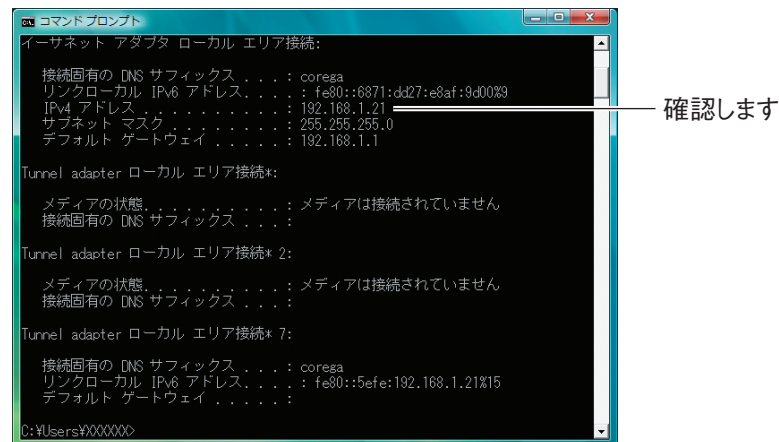 コマンド プロンプト
イーサネット アダプタ ローカル エリア接続:
接続固有の DNS サフィックス . . . : corega
リンクローカル IPv6 アドレス. . . . : fe80::6871:dd27:e8af:9d00%9
IPv4 アドレス . . . . . . . . . . : 192.168.1.21
確認します
サブネット マスク . . . . . . . . : 255.255.255.0
デフォルト ゲートウェイ . . . . . : 192.168.1.1
Tunnel adapter ローカル エリア接続*:
メディアの状態. . . . . . . . . . . : メディアは接続されていません
接続固有の DNS サフィックス . . . :
Tunnel adapter ローカル エリア接続* 2:
メディアの状態. . . . . . . . . . . : メディアは接続されていません
接続固有の DNS サフィックス . . . :
Tunnel adapter ローカル エリア接続* 7:
接続固有の DNS サフィックス . . . : corega
リンクローカル IPv6 アドレス. . . . : fe80::5efe:192.168.1.21%15
デフォルト ゲートウェイ . . . . . :
C:¥Users¥XXXXXX>